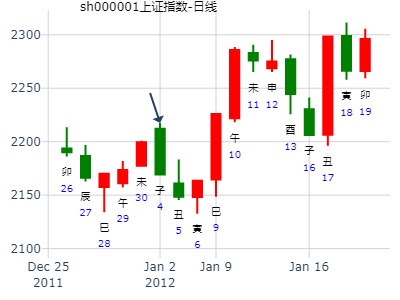 sh000001上证指数-日线
2300
2250
2200
2150
2100
卯
26
辰
27
巳
28
午
29
未
30
子
4
丑
5
寅
6
巳
9
午
10
未
11
申
12
酉
13
子
16
丑
17
寅
18
卯
19
Dec 25
2011
Jan 2
2012
Jan 9
Jan 16